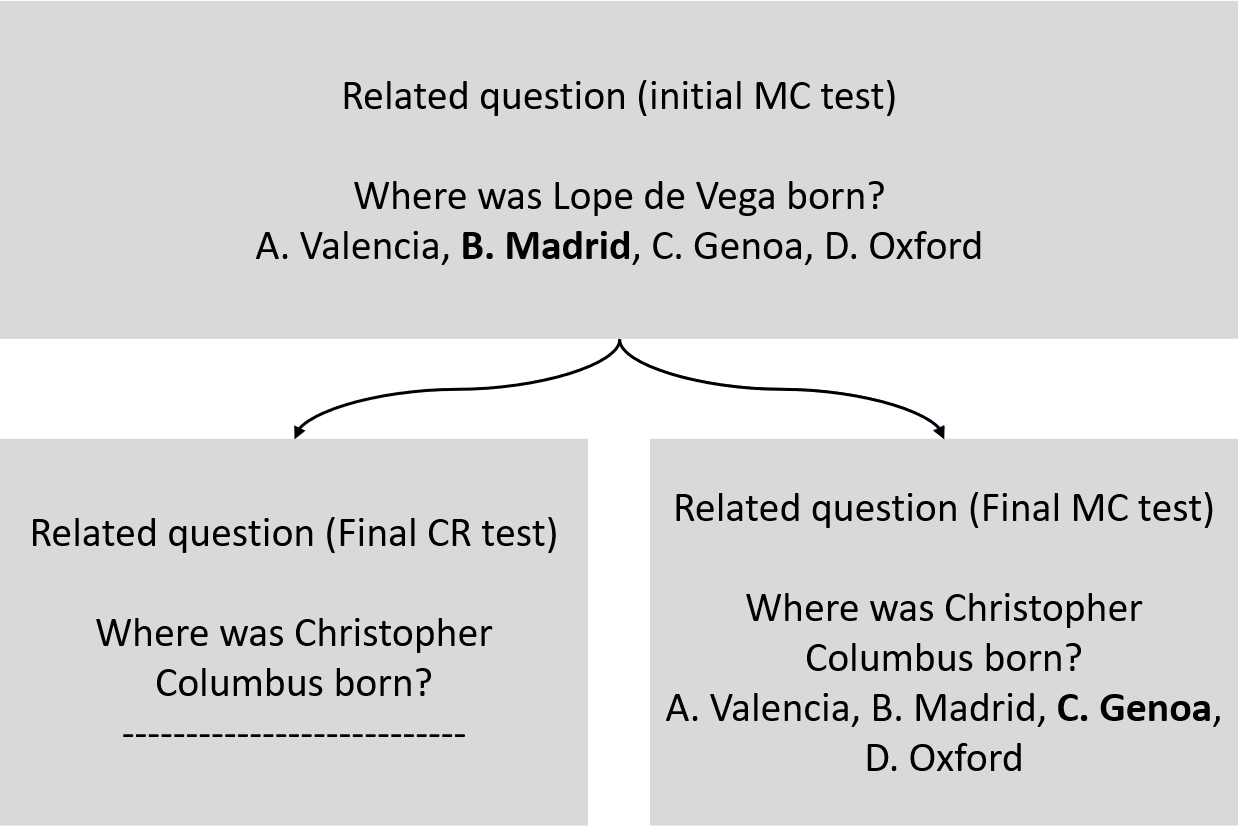 Related question (initial MC test)
Where was Lope de Vega born?
A. Valencia, B. Madrid, C. Genoa, D. Oxford
Related question (Final CR test)
Where was Christopher
Columbus born?
---------------------------
Related question (Final MC test)
Where was Christopher
Columbus born?
A. Valencia, B. Madrid, C. Genoa,
D. Oxford